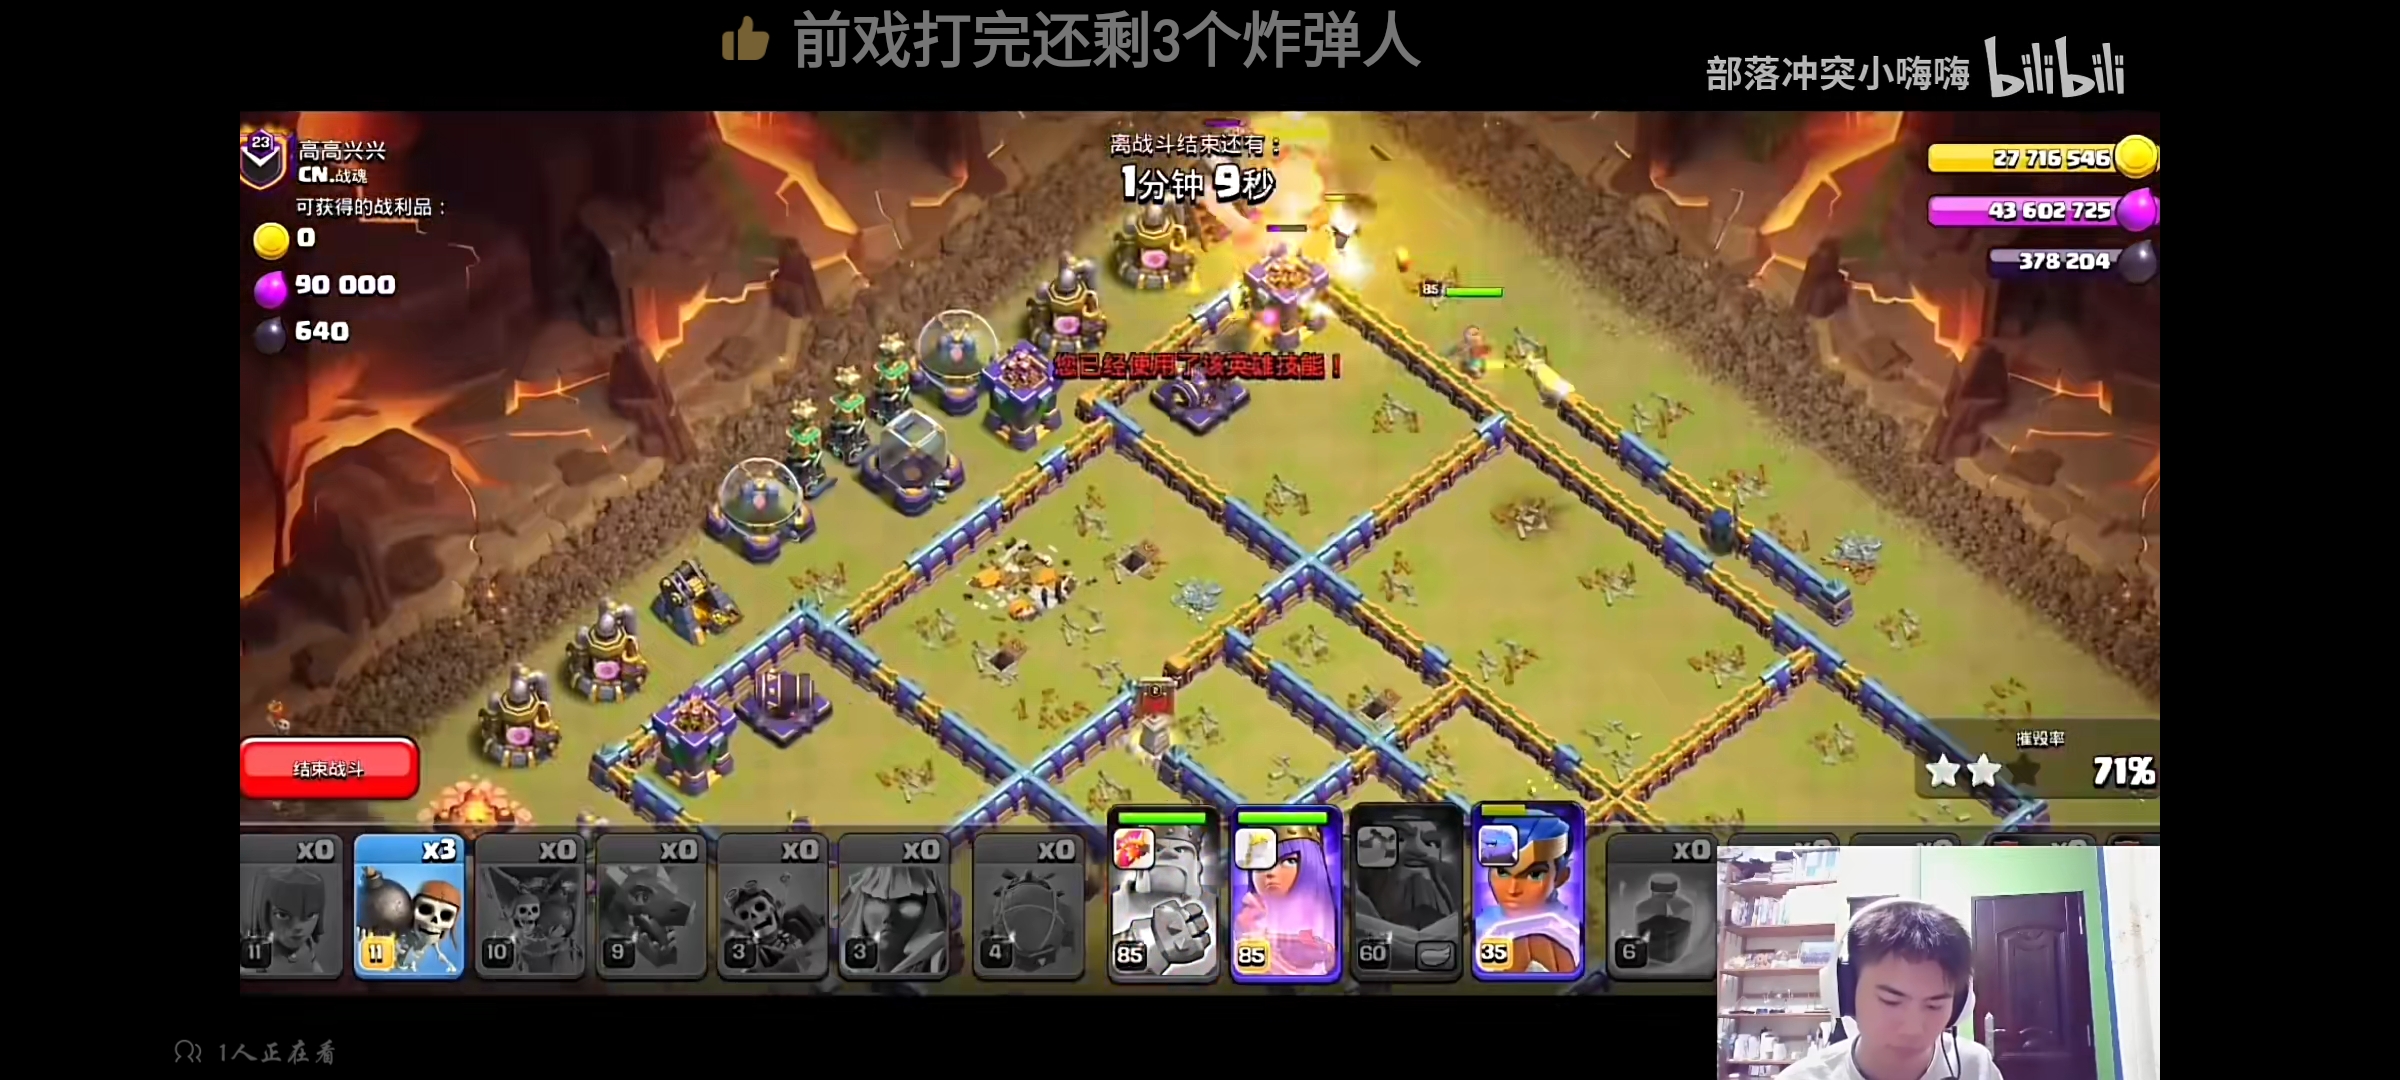 前戏打完还剩3个炸弹人
部落冲突小嗨嗨 bilibili
23
高高兴兴
CN.战魂
可获得的战利品：
0
90 000
640
离战斗结束还有：
1分钟 9秒
27 716 546
43 602 725
378 204
85
您已经使用了该英雄技能！
摧毁率
71%
结束战斗
x0 x3 x0 x0 x0 x0 x0 x0
11 11 10 9 3 3 4 85 85 60 35 6
1人正在看